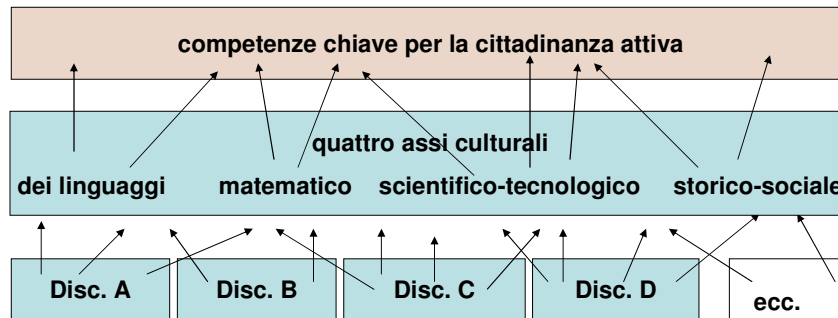 competenze chiave per la cittadinanza attiva
quattro assi culturali
dei linguaggi matematico scientifico-tecnologico storico-sociale
Disc. A Disc. B Disc. C Disc. D ecc.